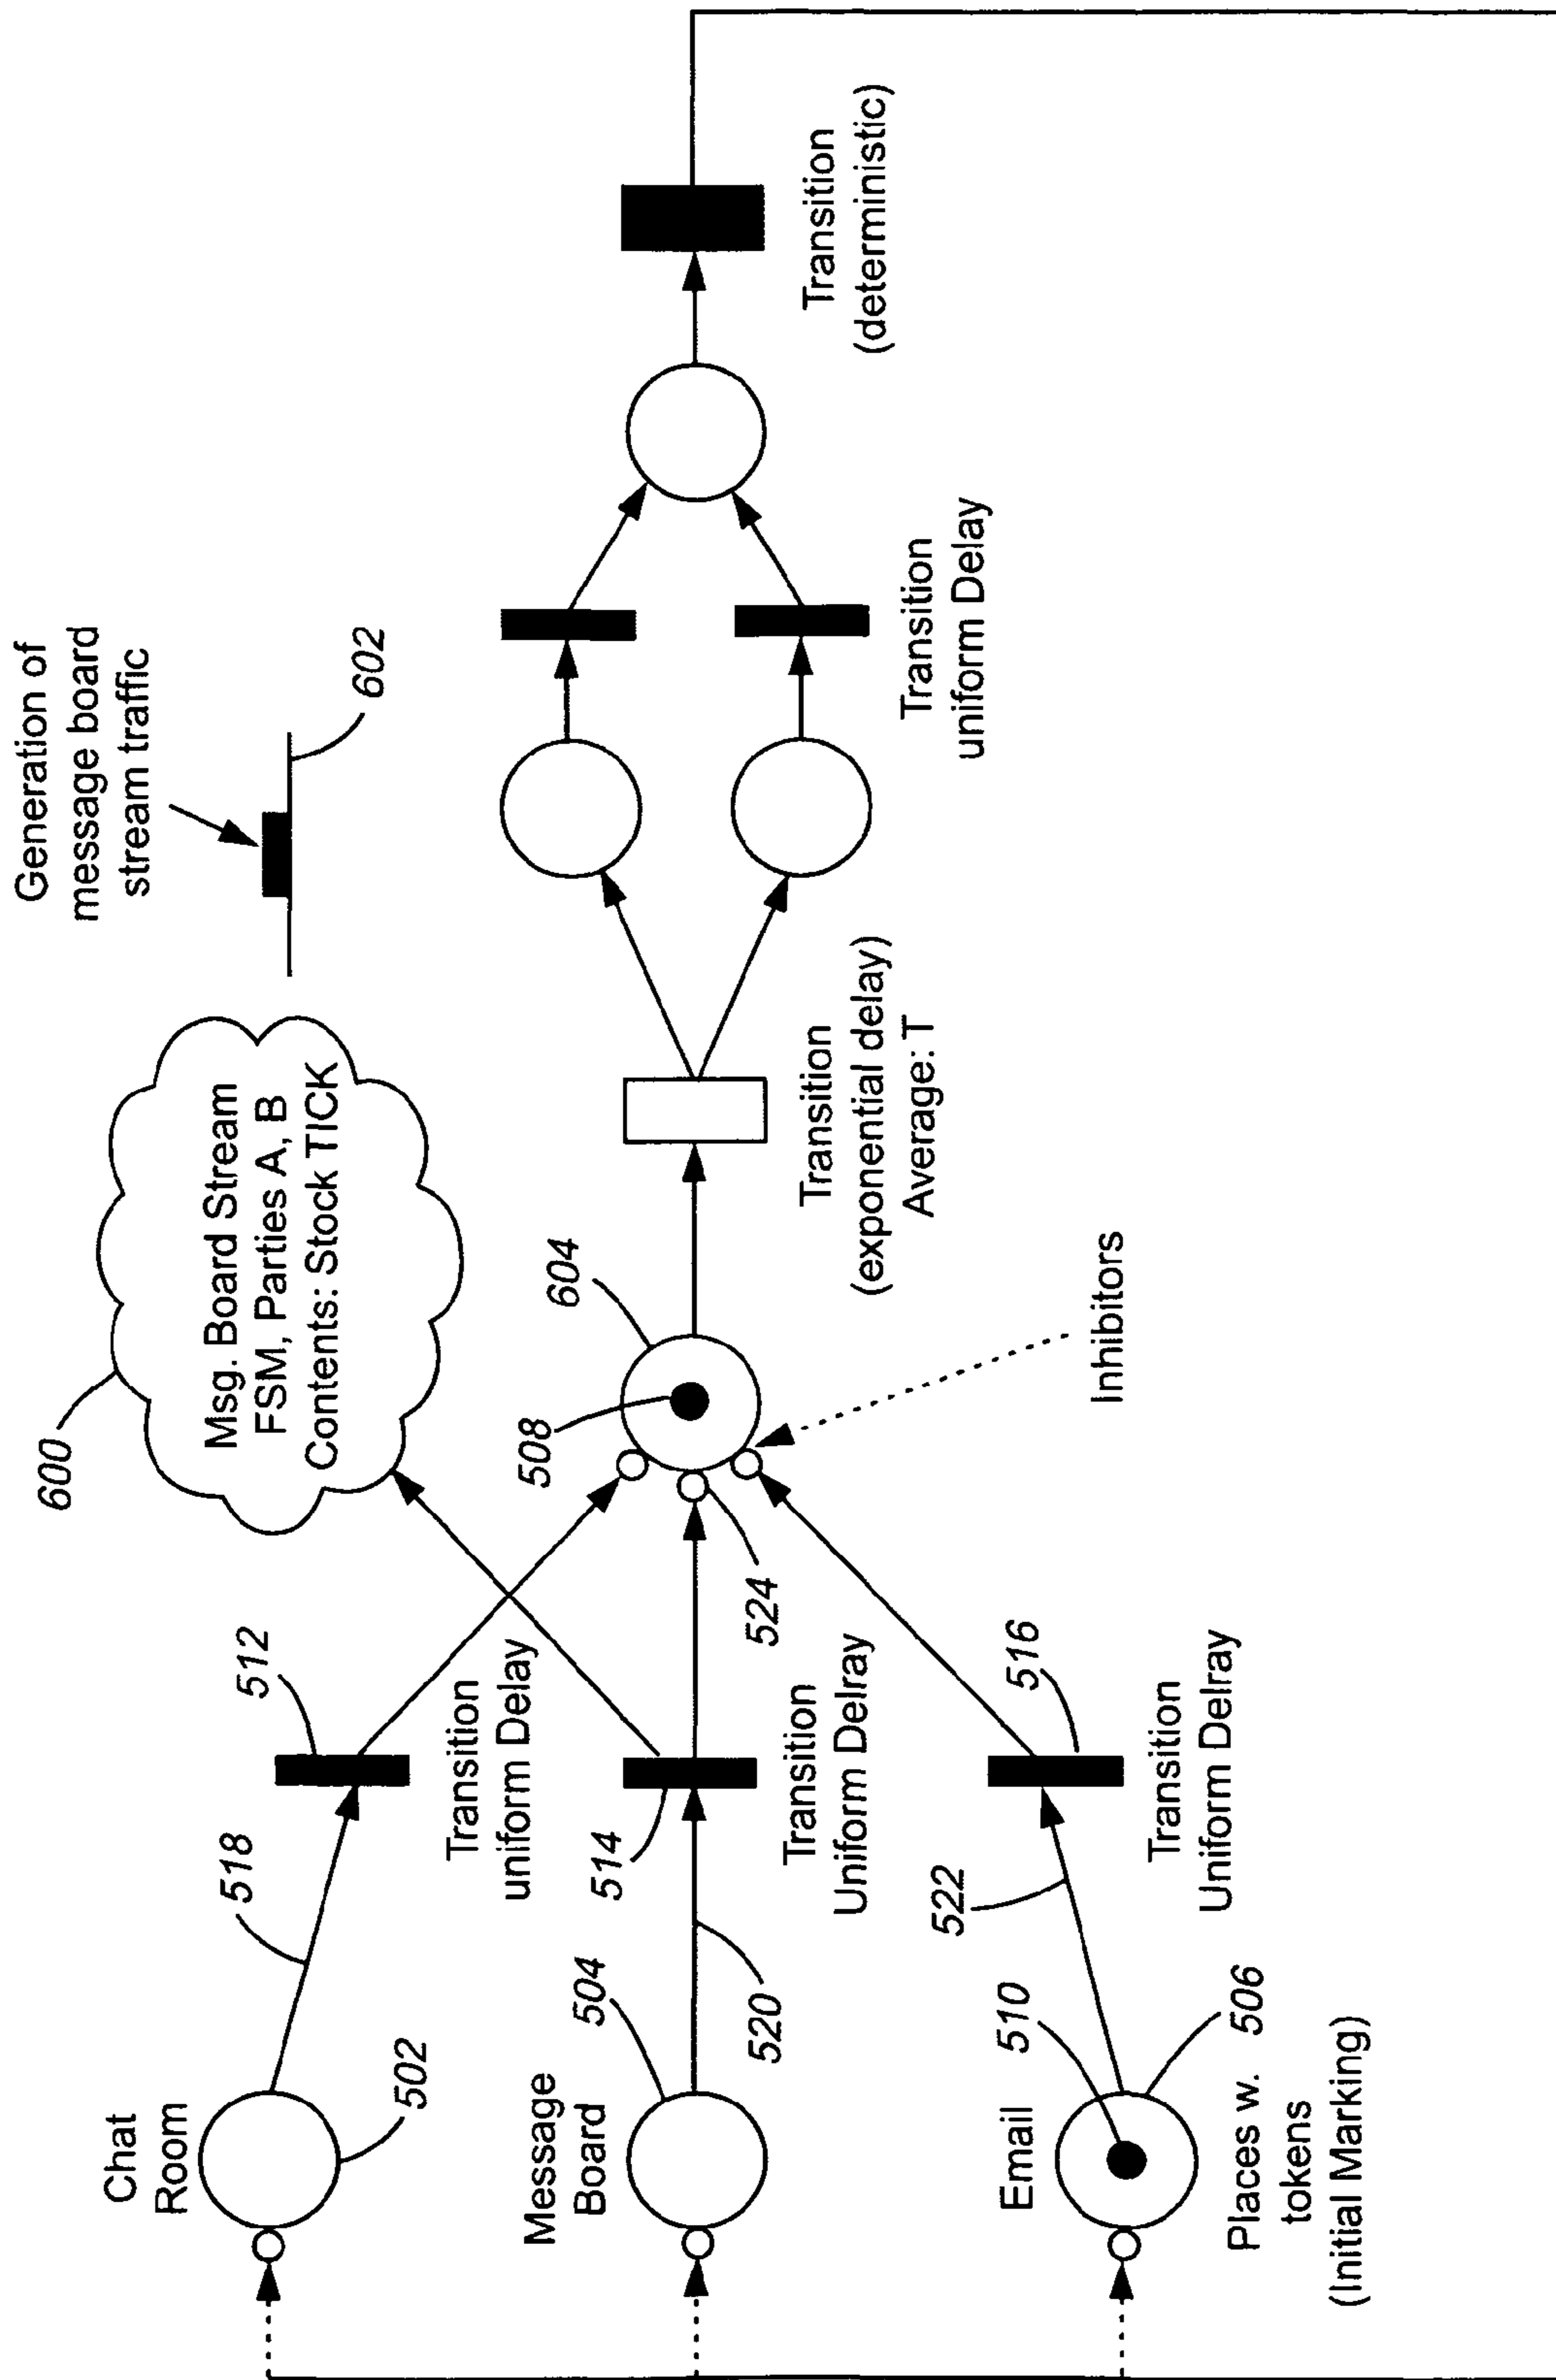 Generation of
message board
stream traffic
602
600
Msg. Board Stream
FSM, Parties A, B
Contents: Stock TICK
Chat
Room
502
518
512
Transition
uniform Delay
Message
Board
504
520
514
Transition
Uniform Delray
524
508
604
Transition
(exponential delay)
Average: T
Transition
uniform Delay
Transition
(deterministic)
Inhibitors
Email
510
506
Places w.
tokens
(Initial Marking)
522
516
Transition
Uniform Delray